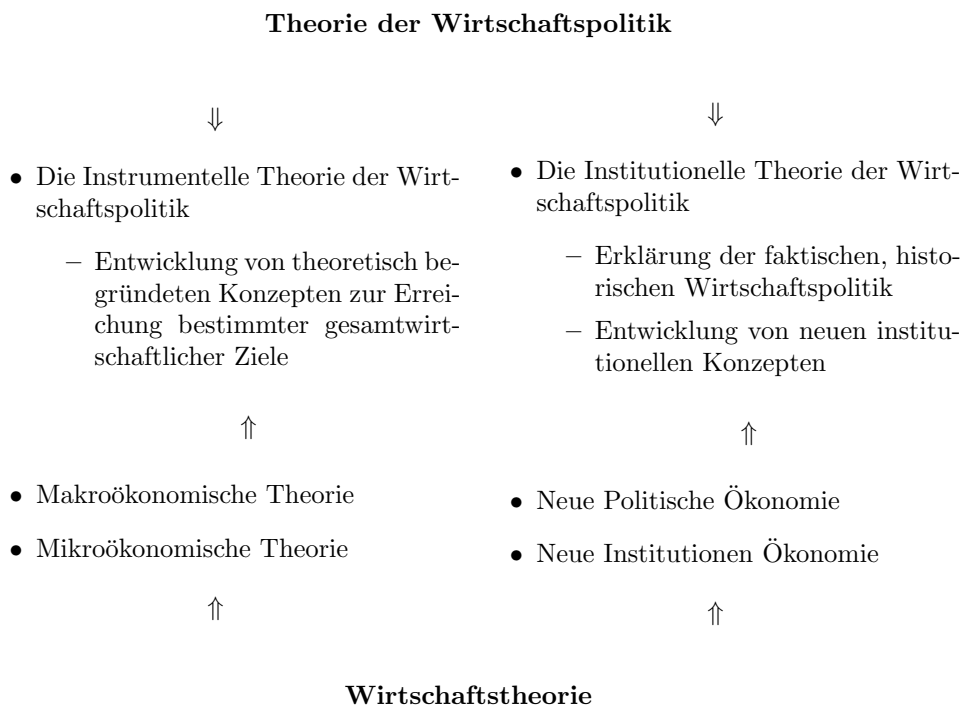 Theorie der Wirtschaftspolitik
⇓
• Die Instrumentelle Theorie der Wirt-
schaftspolitik
– Entwicklung von theoretisch be-
gründeten Konzepten zur Errei-
chung bestimmter gesamtwirt-
schaftlicher Ziele
⇑
• Makroökonomische Theorie
• Mikroökonomische Theorie
⇑
⇓
• Die Institutionelle Theorie der Wirt-
schaftspolitik
– Erklärung der faktischen, histo-
rischen Wirtschaftspolitik
– Entwicklung von neuen institu-
tionellen Konzepten
⇑
• Neue Politische Ökonomie
• Neue Institutionen Ökonomie
⇑
Wirtschaftstheorie